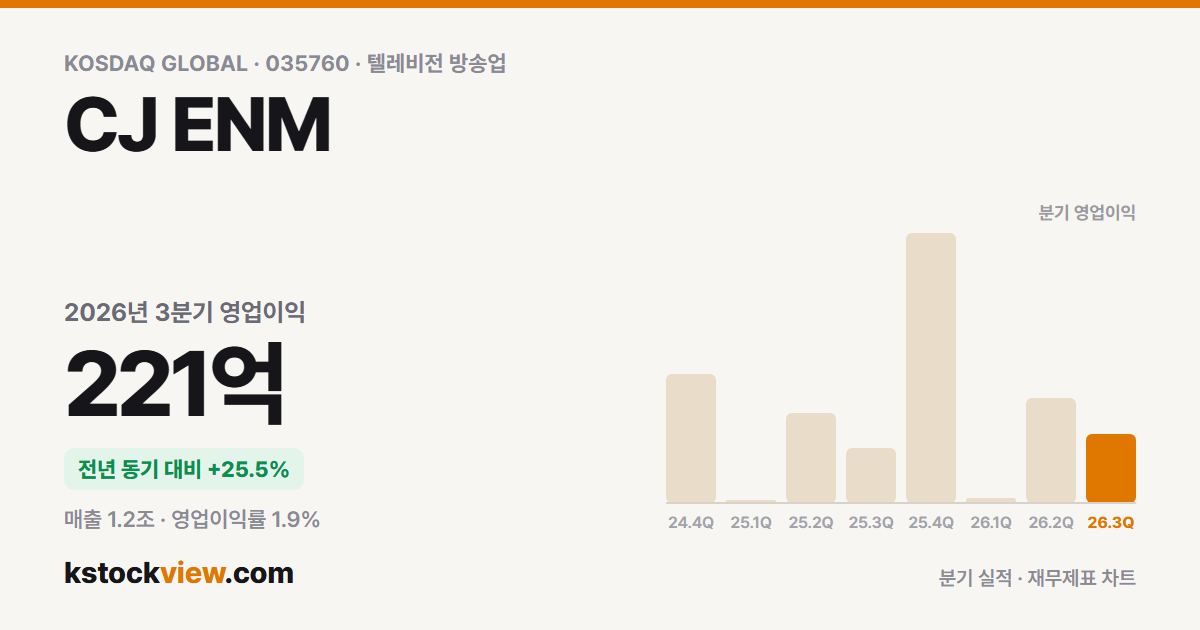 KOSDAQ GLOBAL · 035760 · 텔레비전 방송업
CJ ENM
분기 영업이익
2026년 3분기 영업이익
221억
전년 동기 대비 +25.5%
매출 1.2조 · 영업이익률 1.9%
24.4Q 25.1Q 25.2Q 25.3Q 25.4Q 26.1Q 26.2Q 26.3Q
kstockview.com
분기 실적 · 재무제표 차트